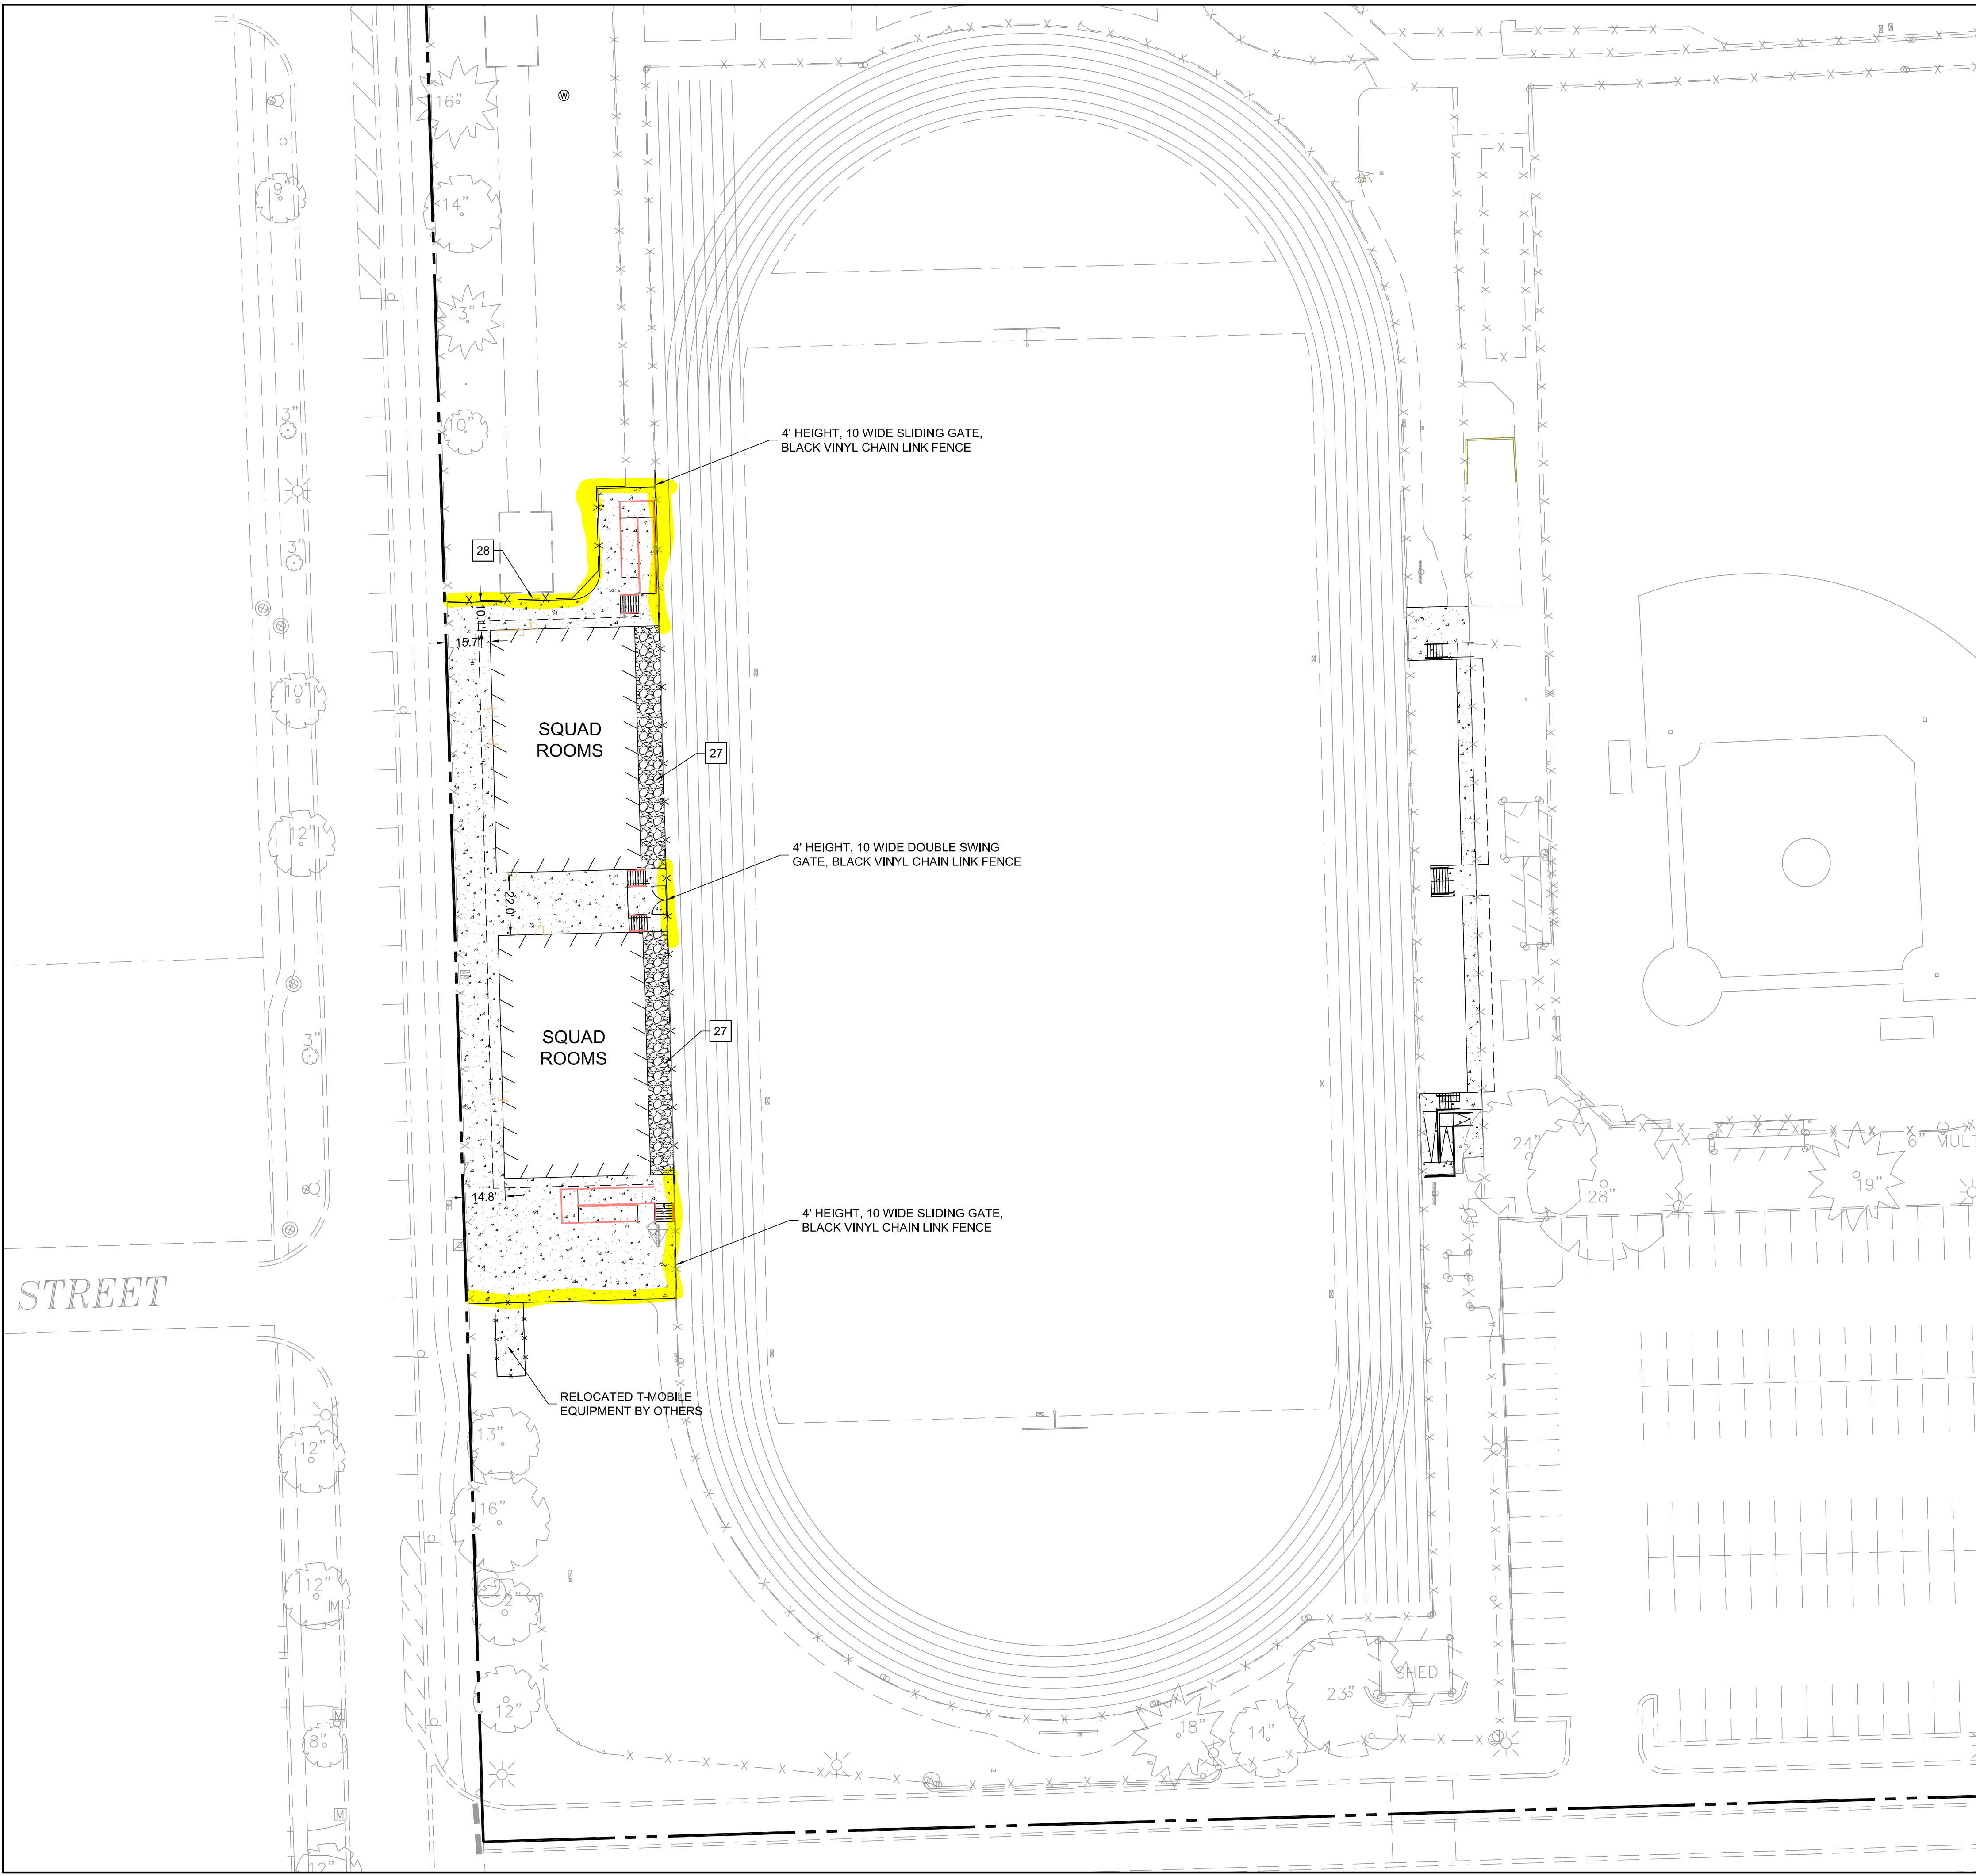 16"
Ⓦ
9"
14"
13"
3"
10"
4' HEIGHT, 10 WIDE SLIDING GATE,
BLACK VINYL CHAIN LINK FENCE
3"
28
15.7'
10"
SQUAD
ROOMS
27
12"
4' HEIGHT, 10 WIDE DOUBLE SWING
GATE, BLACK VINYL CHAIN LINK FENCE
22.0'
3"
SQUAD
ROOMS
27
24"
6" MULT
28"
19"
14.8'
4' HEIGHT, 10 WIDE SLIDING GATE,
BLACK VINYL CHAIN LINK FENCE
STREET
RELOCATED T-MOBILE
EQUIPMENT BY OTHERS
12"
13"
16"
12"
12"
M
SHED
23"
12"
18"
14"
M
8"
M
12"